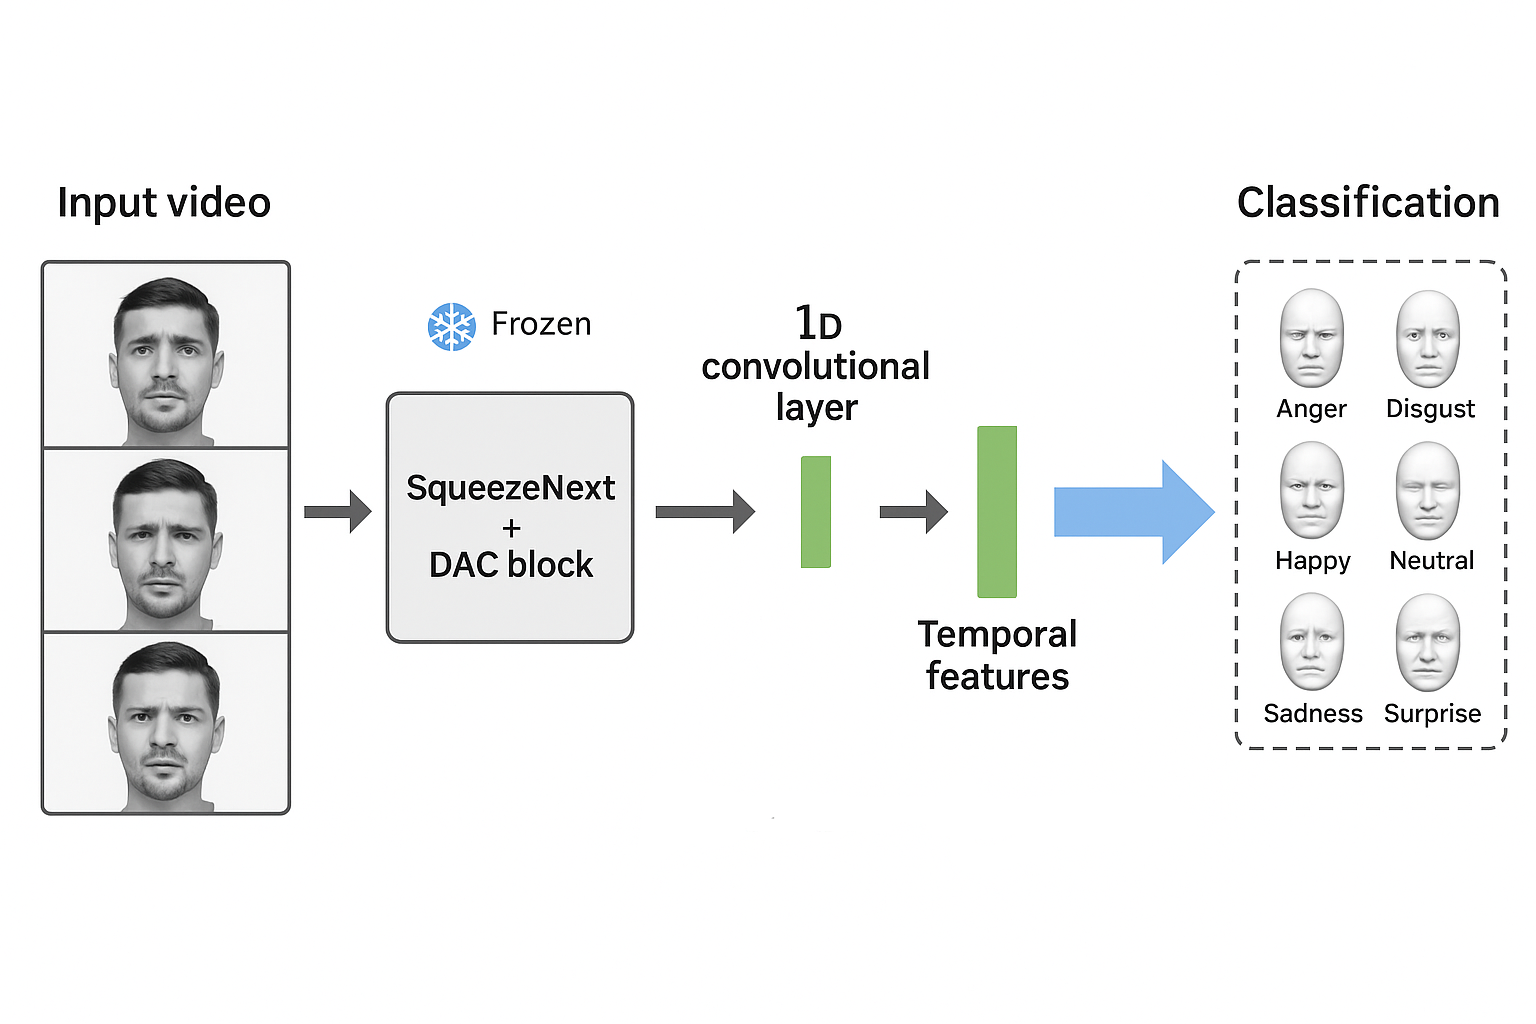 Input video
Frozen
SqueezeNext
+
DAC block
1D
convolutional
layer
Temporal
features
Classification
Anger
Disgust
Happy
Neutral
Sadness
Surprise